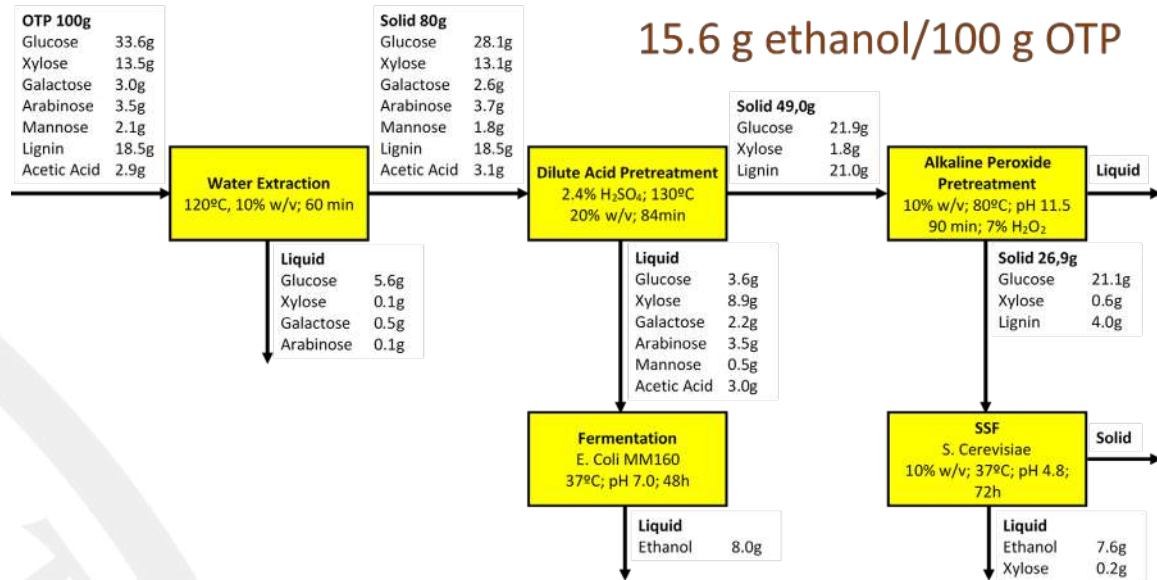 15.6 g ethanol/100 g OTP
OTP 100g
Glucose 33.6g
Xylose 13.5g
Galactose 3.0g
Arabinose 3.5g
Mannose 2.1g
Lignin 18.5g
Acetic Acid 2.9g
Water Extraction
120ºC, 10% w/v; 60 min
Liquid
Glucose 5.6g
Xylose 0.1g
Galactose 0.5g
Arabinose 0.1g
Solid 80g
Glucose 28.1g
Xylose 13.1g
Galactose 2.6g
Arabinose 3.7g
Mannose 1.8g
Lignin 18.5g
Acetic Acid 3.1g
Dilute Acid Pretreatment
2.4% H₂SO₄; 130ºC
20% w/v; 84min
Liquid
Glucose 3.6g
Xylose 8.9g
Galactose 2.2g
Arabinose 3.5g
Mannose 0.5g
Acetic Acid 3.0g
Fermentation
E. Coli MM160
37ºC; pH 7.0; 48h
Liquid
Ethanol 8.0g
Solid 49,0g
Glucose 21.9g
Xylose 1.8g
Lignin 21.0g
Alkaline Peroxide
Pretreatment
10% w/v; 80ºC; pH 11.5
90 min; 7% H₂O₂
Liquid
Solid 26,9g
Glucose 21.1g
Xylose 0.6g
Lignin 4.0g
SSF
S. Cerevisiae
10% w/v; 37ºC; pH 4.8;
72h
Solid
Liquid
Ethanol 7.6g
Xylose 0.2g